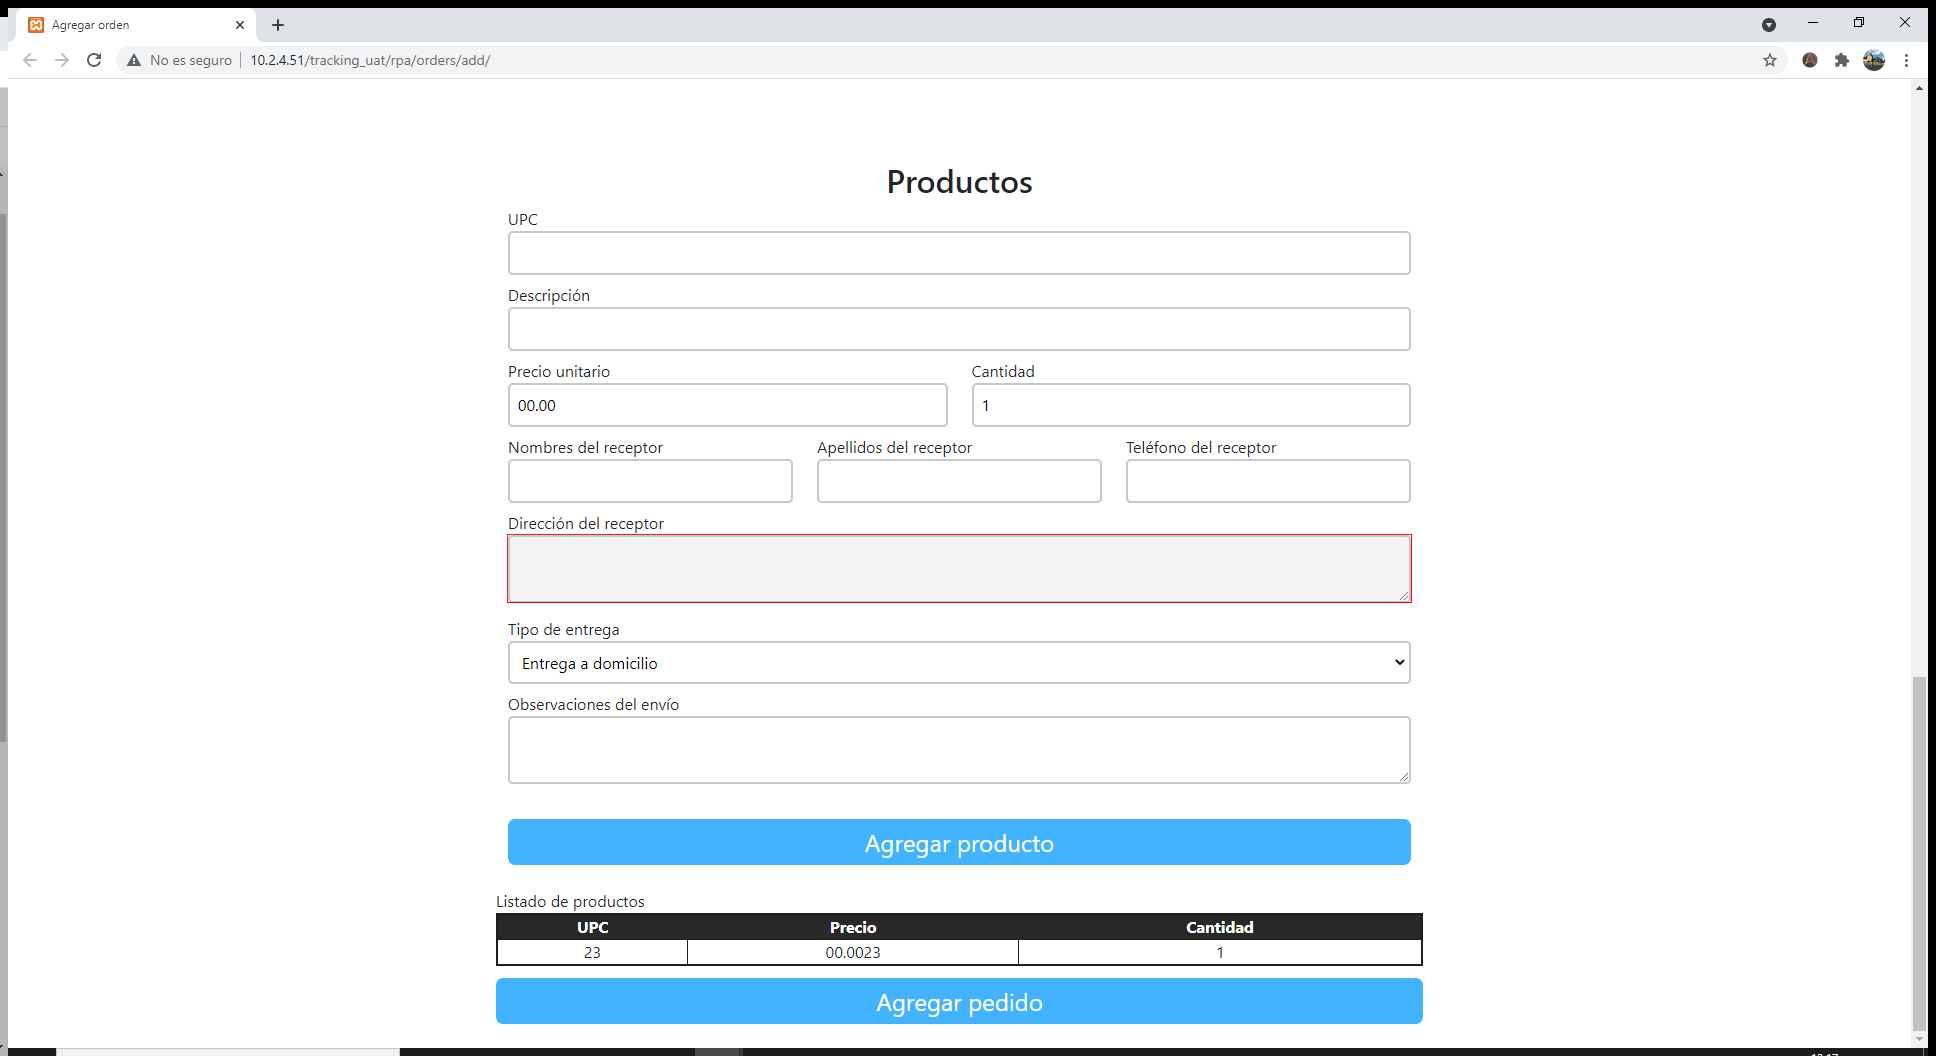 Agregar orden
No es seguro 10.2.4.51/tracking_uat/rpa/orders/add/
Productos
UPC
Descripción
Precio unitario Cantidad
00.00 1
Nombres del receptor Apellidos del receptor Teléfono del receptor
Dirección del receptor
Tipo de entrega
Entrega a domicilio
Observaciones del envío
Agregar producto
Listado de productos
UPC Precio Cantidad
23 00.0023 1
Agregar pedido